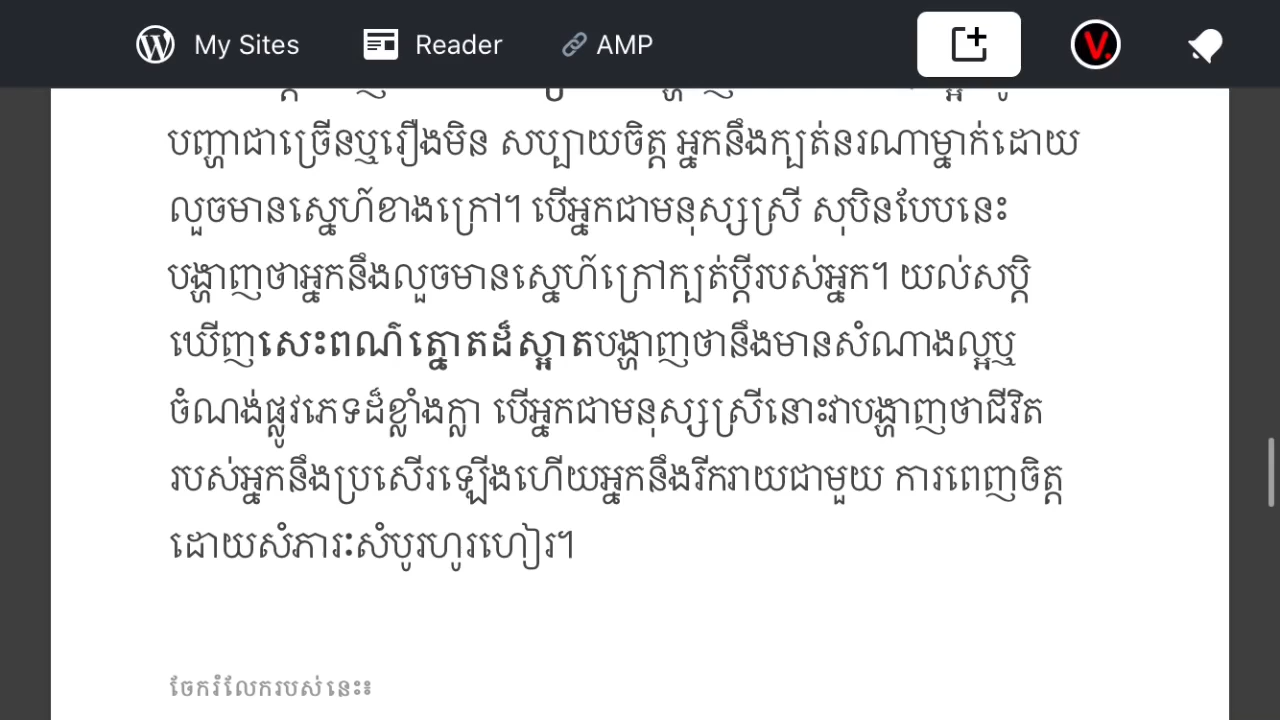 My Sites
Reader
AMP
បញ្ហាជាច្រើនឬរឿងមិន សប្បាយចិត្ត អ្នកនឹងក្បត់នរណាម្នាក់ដោយ
លួចមានស្នេហ៍ខាងក្រៅ។ បើអ្នកជាមនុស្សស្រី សុបិនបែបនេះ
បង្ហាញថាអ្នកនឹងលួចមានស្នេហ៍ក្រៅក្បត់ប្តីរបស់អ្នក។ យល់សប្តិ
ឃើញសេះពណ៌ត្នោតដ៏ស្អាតបង្ហាញថានឹងមានសំណាងល្អឬ
ចំណង់ផ្លូវភេទដ៏ខ្លាំងក្លា បើអ្នកជាមនុស្សស្រីនោះវាបង្ហាញថាជីវិត
របស់អ្នកនឹងប្រសើរឡើងហើយអ្នកនឹងរីករាយជាមួយ ការពេញចិត្ត
ដោយសំភារៈសំបូរហូរហៀរ។
ចែករំលែករបស់នេះ៖